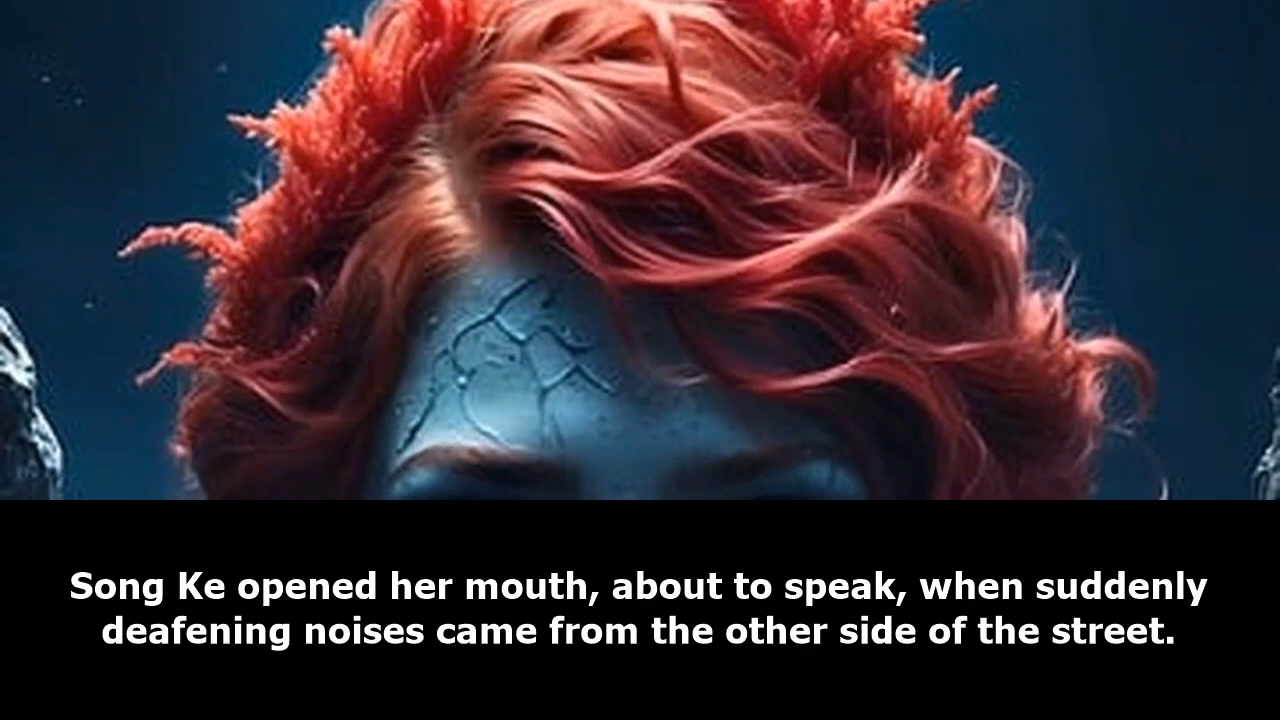 Song Ke opened her mouth, about to speak, when suddenly
deafening noises came from the other side of the street.